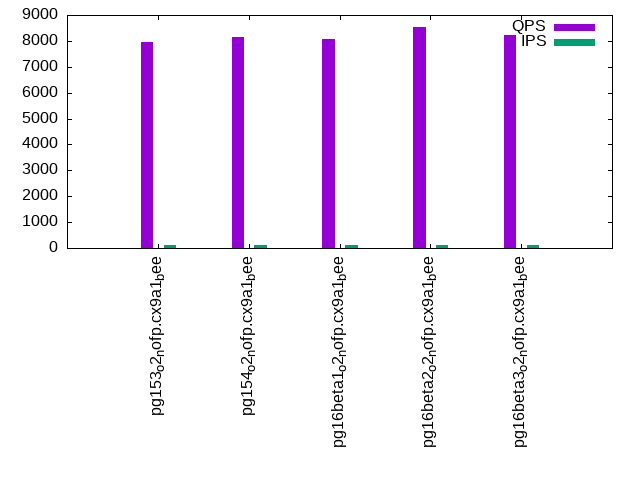 9000
8000
7000
6000
5000
4000
3000
2000
1000
0
QPS
IPS
pg153o2nofp.cx9a1bee
pg154o2nofp.cx9a1bee
pg16beta1o2nofp.cx9a1bee
pg16beta2o2nofp.cx9a1bee
pg16beta3o2nofp.cx9a1bee